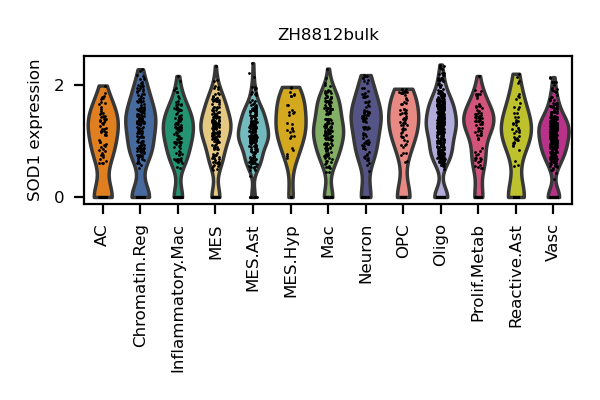 ZH8812bulk
SOD1 expression
2
0
AC
Chromatin.Reg
Inflammatory.Mac
MES
MES.Ast
MES.Hyp
Mac
Neuron
OPC
Oligo
Prolif.Metab
Reactive.Ast
Vasc